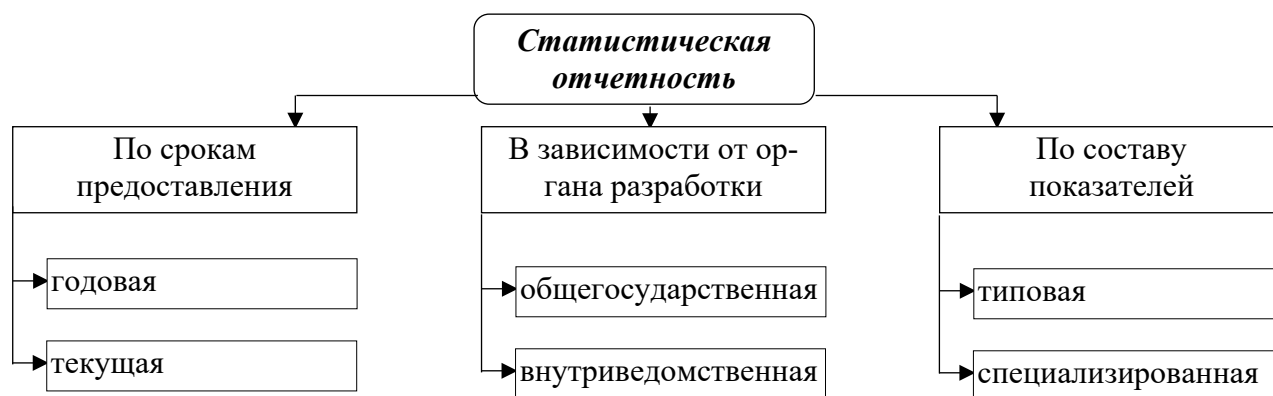 Статистическая
отчетность
По срокам
предоставления
годовая
текущая
В зависимости от ор-
гана разработки
общегосударственная
внутриведомственная
По составу
показателей
типовая
специализированная